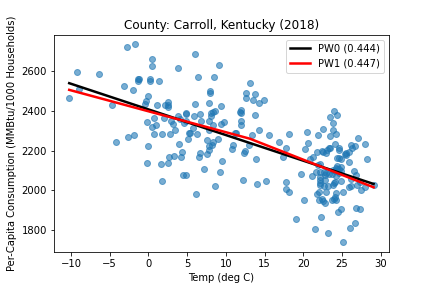 County: Carroll, Kentucky (2018)
PW0 (0.444)
PW1 (0.447)
Per-Capita Consumption (MMBtu/1000 Households)
2600
2400
2200
2000
1800
−10 −5 0 5 10 15 20 25 30
Temp (deg C)